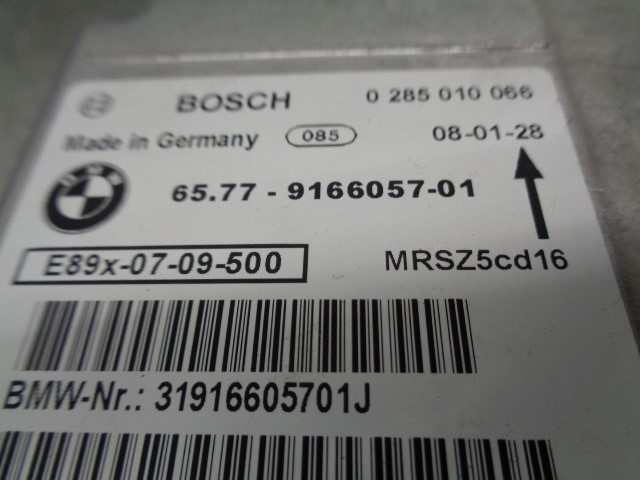 BOSCH 0 285 010 066
Made in Germany 085 08-01-28
BMW 65.77 - 9166057-01
E89x-07-09-500 MRSZ5cd16
BMW-Nr.: 31916605701J